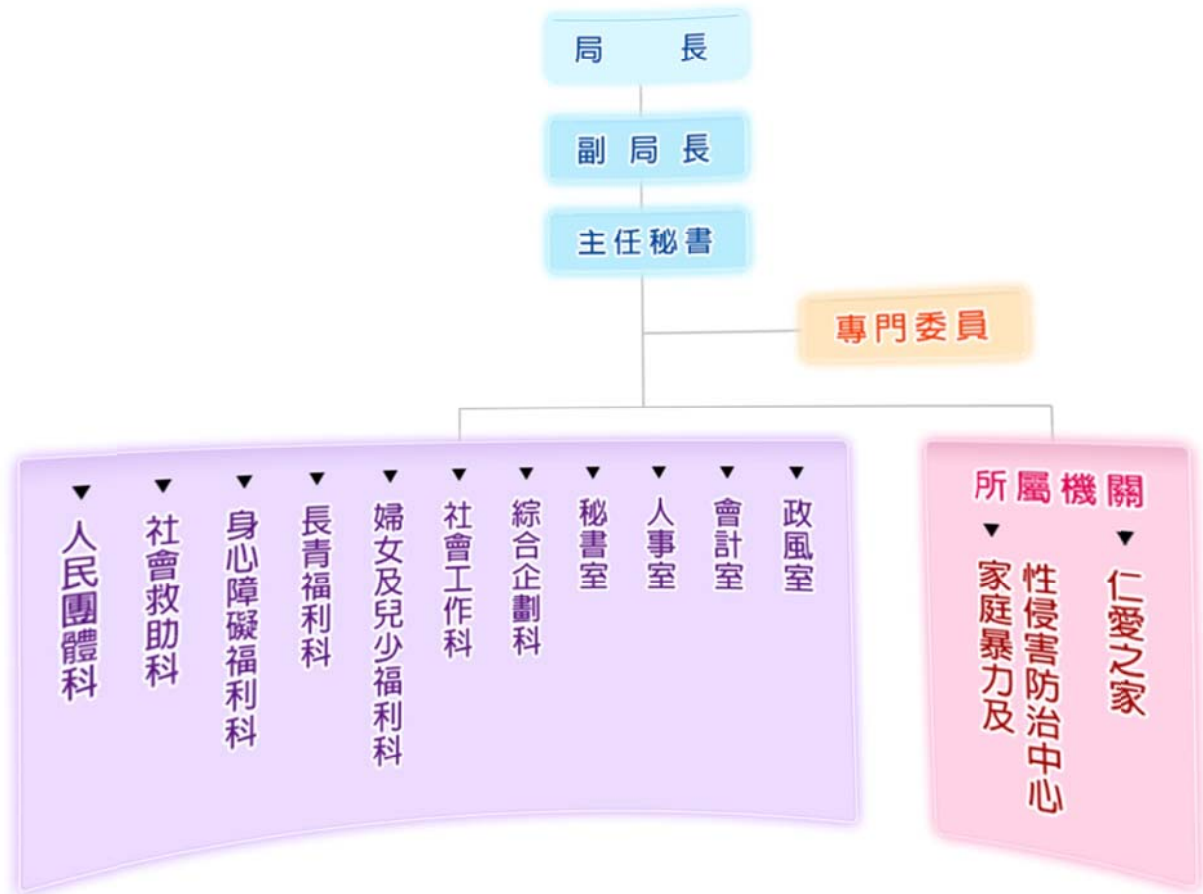 局 長
副局長
主任秘書
專門委員
人民團體科
社會救助科
身心障礙福利科
長青福利科
婦女及兒少福利科
社會工作科
綜合企劃科
秘書室
人事室
會計室
政風室
所屬機關
家庭暴力及
性侵害防治中心
仁愛之家